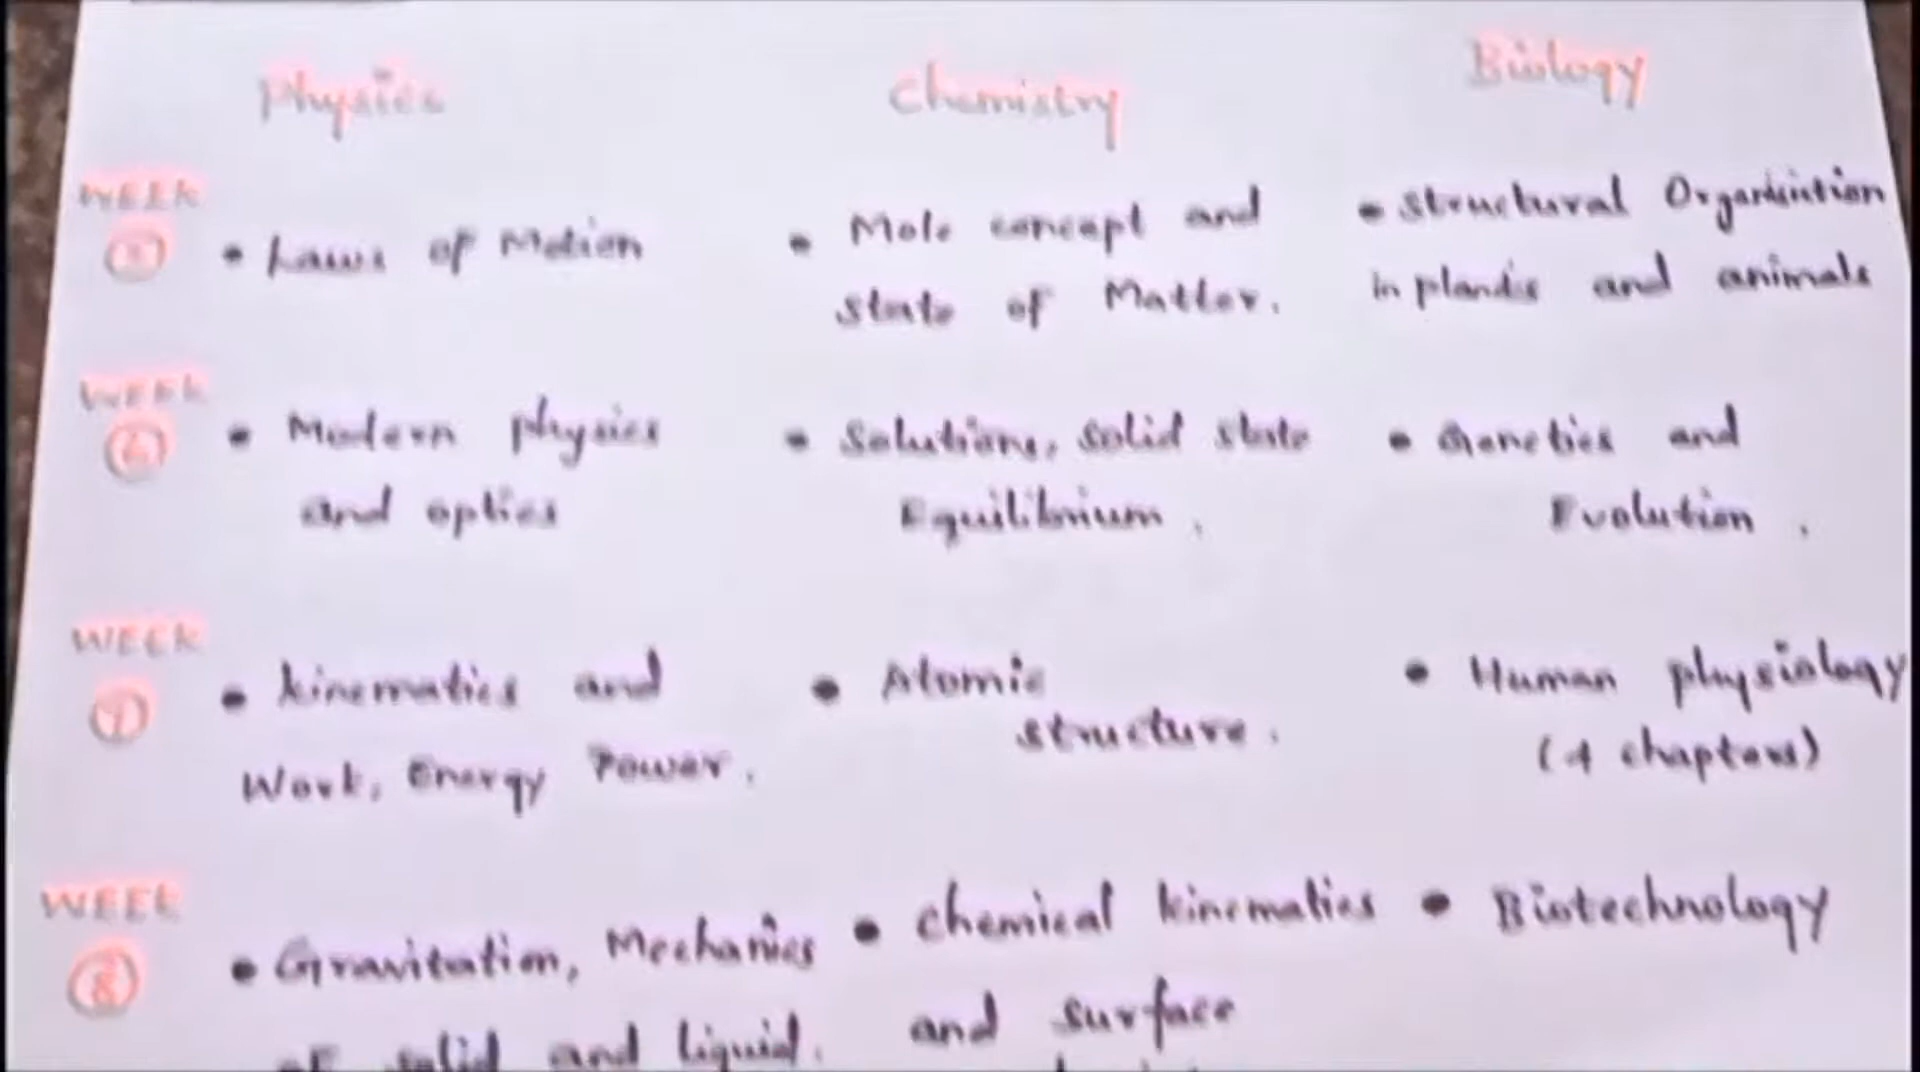 Physics
Chemistry
Biology
WEEK
5
• Laws of Motion
• Mole concept and
state of Matter.
• Structural Organisation
in plants and animals
WEEK
6
• Modern physics
and optics
• Solutions, solid state
Equilibrium.
• Genetics and
Evolution.
WEEK
7
• kinematics and
Work, Energy Power.
• Atomic
structure.
• Human physiology
(4 chapters)
WEEK
8
• Gravitation, Mechanics
of solid and liquid.
• chemical kinematics
and surface
• Biotechnology